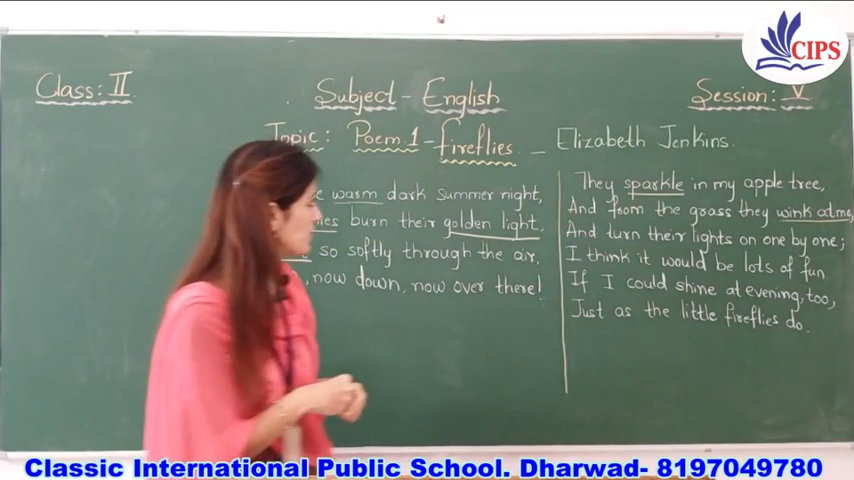 CIPS
Class: II
Subject - English
Session: V
Topic: Poem 1 - fireflies _ Elizabeth Jenkins.
warm dark summer night,
burn their golden light.
so softly through the air,
, now down, now over there!
They sparkle in my apple tree,
And from the grass they wink at me,
And turn their lights on one by one;
I think it would be lots of fun
If I could shine at evening, too,
Just as the little fireflies do.
Classic International Public School. Dharwad- 8197049780